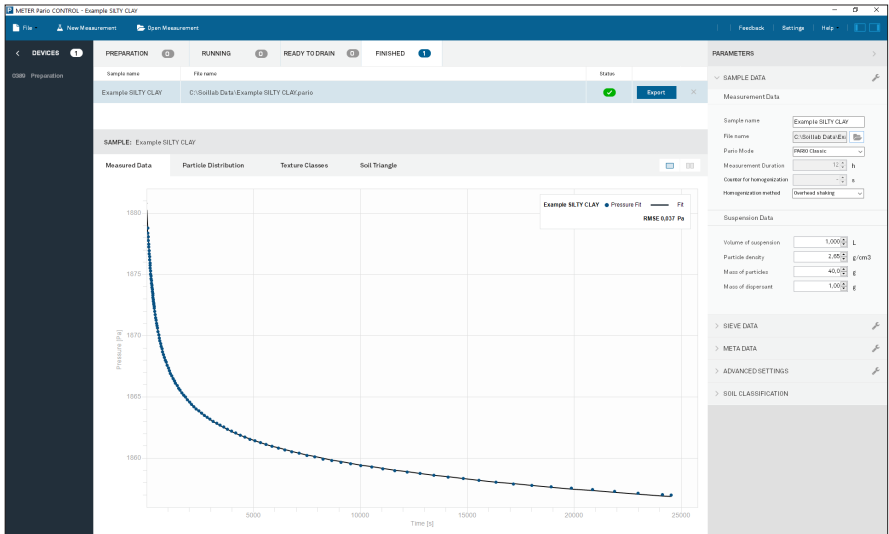 METER Pario CONTROL - Example SILTY CLAY
File New Measurement Open Measurement Feedback Settings Help
DEVICES 1
0389 Preparation
PREPARATION 0 RUNNING 0 READY TO DRAIN 0 FINISHED 1
Sample name File name Status
Example SILTY CLAY C:\Soillab Data\Example SILTY CLAY.pario Export
SAMPLE: Example SILTY CLAY
Measured Data Particle Distribution Texture Classes Soil Triangle
Example SILTY CLAY Pressure Fit Fit
RMSE 0,037 Pa
1680
1675
1670
1665
1660
Pressure [Pa]
5000 10000 15000 20000 25000
Time [s]
PARAMETERS
SAMPLE DATA
Measurement Data
Sample name Example SILTY CLAY
File name C:\Soillab Data\Ex
Pario Mode PARIO Classic
Measurement Duration 12 h
Counter for homogenization - s
Homogenization method Overhead shaking
Suspension Data
Volume of suspension 1,000 L
Particle density 2,65 g/cm3
Mass of particles 40,0 g
Mass of dispersant 1,00 g
SIEVE DATA
META DATA
ADVANCED SETTINGS
SOIL CLASSIFICATION